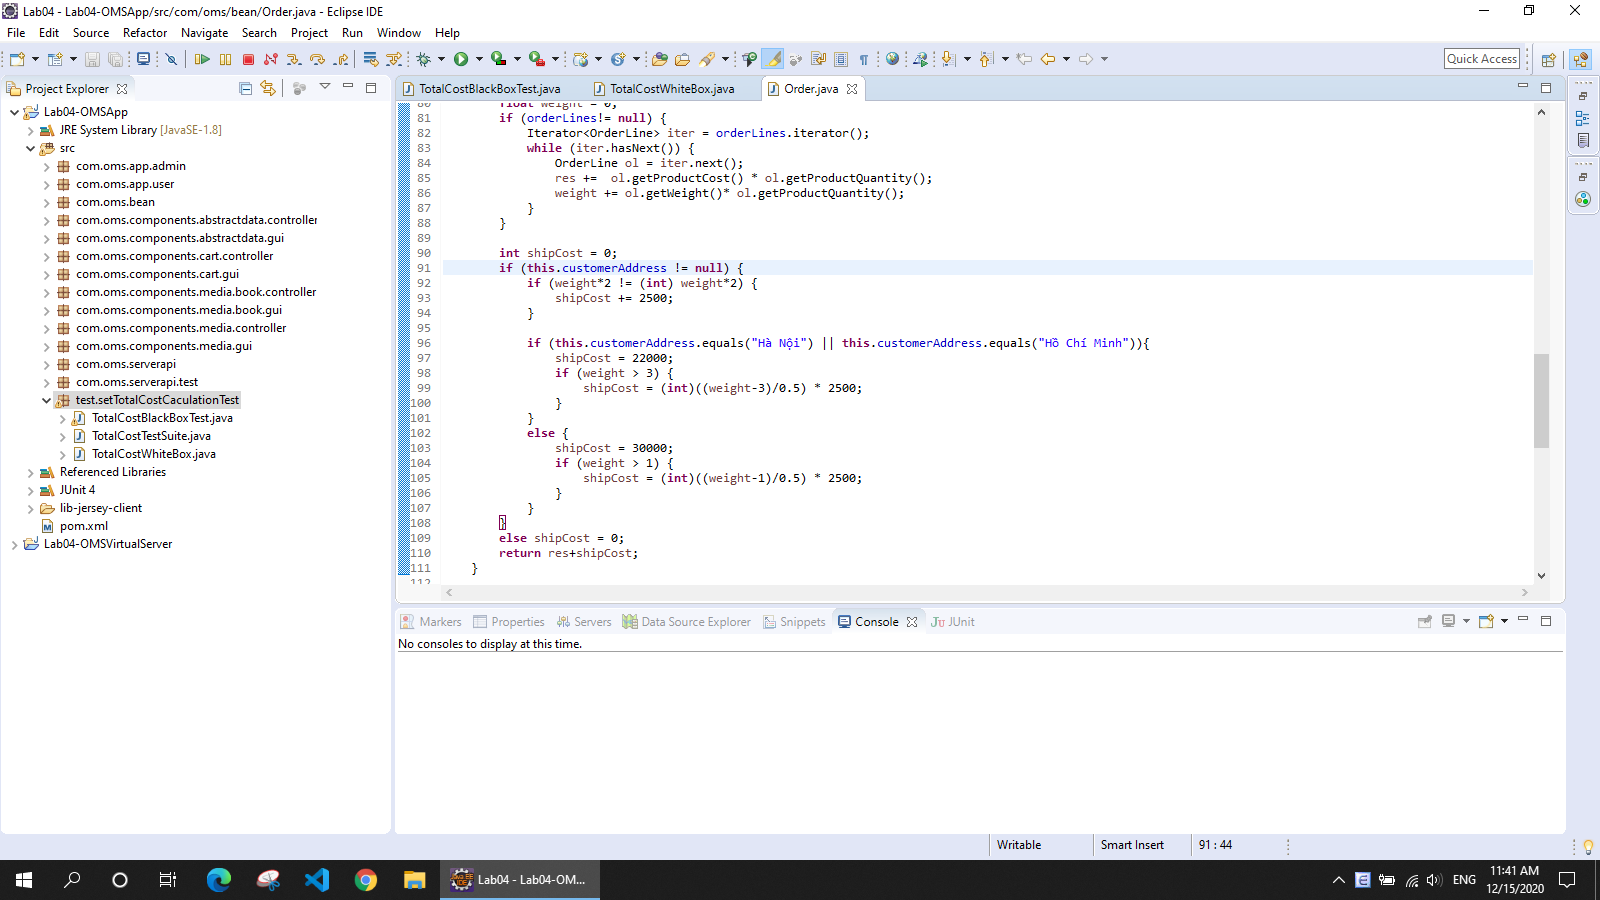 Lab04 - Lab04-OMSApp/src/com/oms/bean/Order.java - Eclipse IDE
File Edit Source Refactor Navigate Search Project Run Window Help
Quick Access
Project Explorer
Lab04-OMSApp
JRE System Library [JavaSE-1.8]
src
com.oms.app.admin
com.oms.app.user
com.oms.bean
com.oms.components.abstractdata.controller
com.oms.components.abstractdata.gui
com.oms.components.cart.controller
com.oms.components.cart.gui
com.oms.components.media.book.controller
com.oms.components.media.book.gui
com.oms.components.media.controller
com.oms.components.media.gui
com.oms.serverapi
com.oms.serverapi.test
test.setTotalCostCaculationTest
TotalCostBlackBoxTest.java
TotalCostTestSuite.java
TotalCostWhiteBox.java
Referenced Libraries
JUnit 4
lib-jersey-client
pom.xml
Lab04-OMSVirtualServer
TotalCostBlackBoxTest.java TotalCostWhiteBox.java Order.java
80 float weight = 0;
81 if (orderLines!= null) {
82 Iterator<OrderLine> iter = orderLines.iterator();
83 while (iter.hasNext()) {
84 OrderLine ol = iter.next();
85 res += ol.getProductCost() * ol.getProductQuantity();
86 weight += ol.getWeight()* ol.getProductQuantity();
87 }
88 }
89
90 int shipCost = 0;
91 if (this.customerAddress != null) {
92 if (weight*2 != (int) weight*2) {
93 shipCost += 2500;
94 }
95
96 if (this.customerAddress.equals("Hà Nội") || this.customerAddress.equals("Hồ Chí Minh")){
97 shipCost = 22000;
98 if (weight > 3) {
99 shipCost = (int)((weight-3)/0.5) * 2500;
100 }
101 }
102 else {
103 shipCost = 30000;
104 if (weight > 1) {
105 shipCost = (int)((weight-1)/0.5) * 2500;
106 }
107 }
108 }
109 else shipCost = 0;
110 return res+shipCost;
111 }
112
Markers Properties Servers Data Source Explorer Snippets Console JUnit
No consoles to display at this time.
Writable Smart Insert 91 : 44
Lab04 - Lab04-OM...
ENG
11:41 AM
12/15/2020